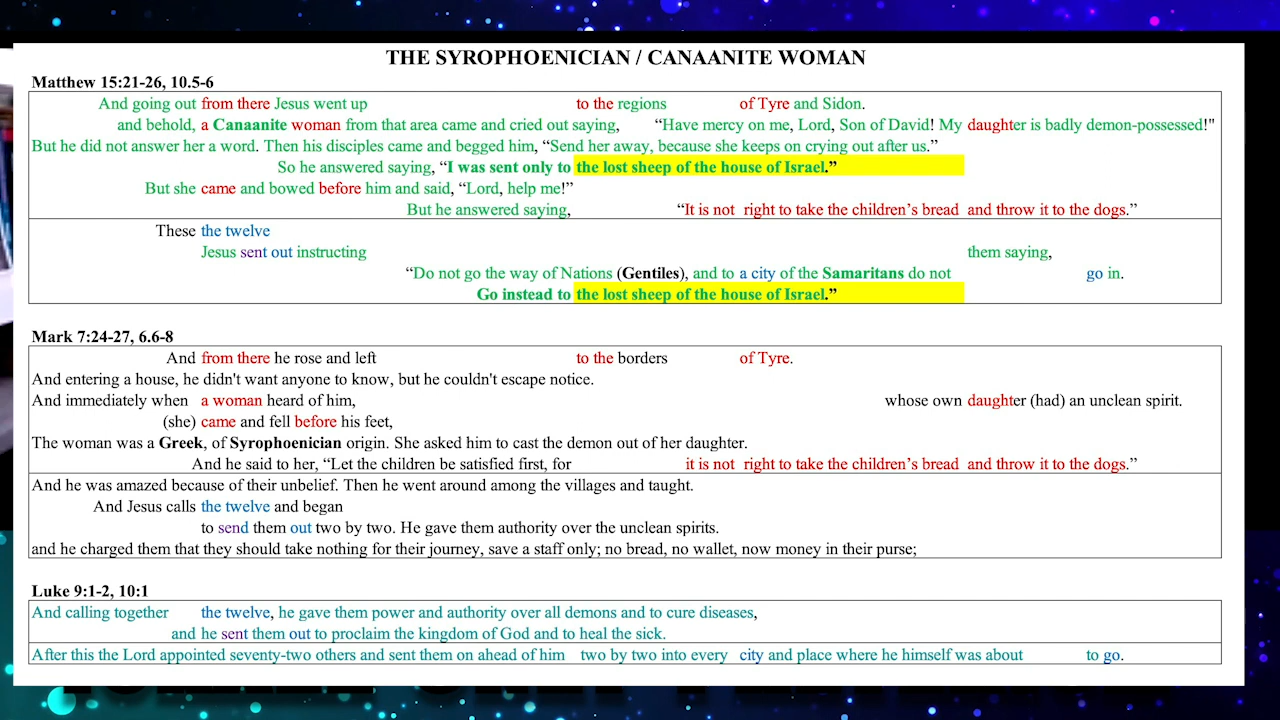 THE SYROPHOENICIAN / CANAANITE WOMAN
Matthew 15:21-26, 10.5-6
And going out from there Jesus went up to the regions of Tyre and Sidon.
and behold, a Canaanite woman from that area came and cried out saying, “Have mercy on me, Lord, Son of David! My daughter is badly demon-possessed!"
But he did not answer her a word. Then his disciples came and begged him, “Send her away, because she keeps on crying out after us.”
So he answered saying, “I was sent only to the lost sheep of the house of Israel.”
But she came and bowed before him and said, “Lord, help me!”
But he answered saying, “It is not right to take the children’s bread and throw it to the dogs.”
These the twelve
Jesus sent out instructing them saying,
“Do not go the way of Nations (Gentiles), and to a city of the Samaritans do not go in.
Go instead to the lost sheep of the house of Israel.”
Mark 7:24-27, 6.6-8
And from there he rose and left to the borders of Tyre.
And entering a house, he didn't want anyone to know, but he couldn't escape notice.
And immediately when a woman heard of him, whose own daughter (had) an unclean spirit.
(she) came and fell before his feet,
The woman was a Greek, of Syrophoenician origin. She asked him to cast the demon out of her daughter.
And he said to her, “Let the children be satisfied first, for it is not right to take the children’s bread and throw it to the dogs.”
And he was amazed because of their unbelief. Then he went around among the villages and taught.
And Jesus calls the twelve and began
to send them out two by two. He gave them authority over the unclean spirits.
and he charged them that they should take nothing for their journey, save a staff only; no bread, no wallet, now money in their purse;
Luke 9:1-2, 10:1
And calling together the twelve, he gave them power and authority over all demons and to cure diseases,
and he sent them out to proclaim the kingdom of God and to heal the sick.
After this the Lord appointed seventy-two others and sent them on ahead of him two by two into every city and place where he himself was about to go.